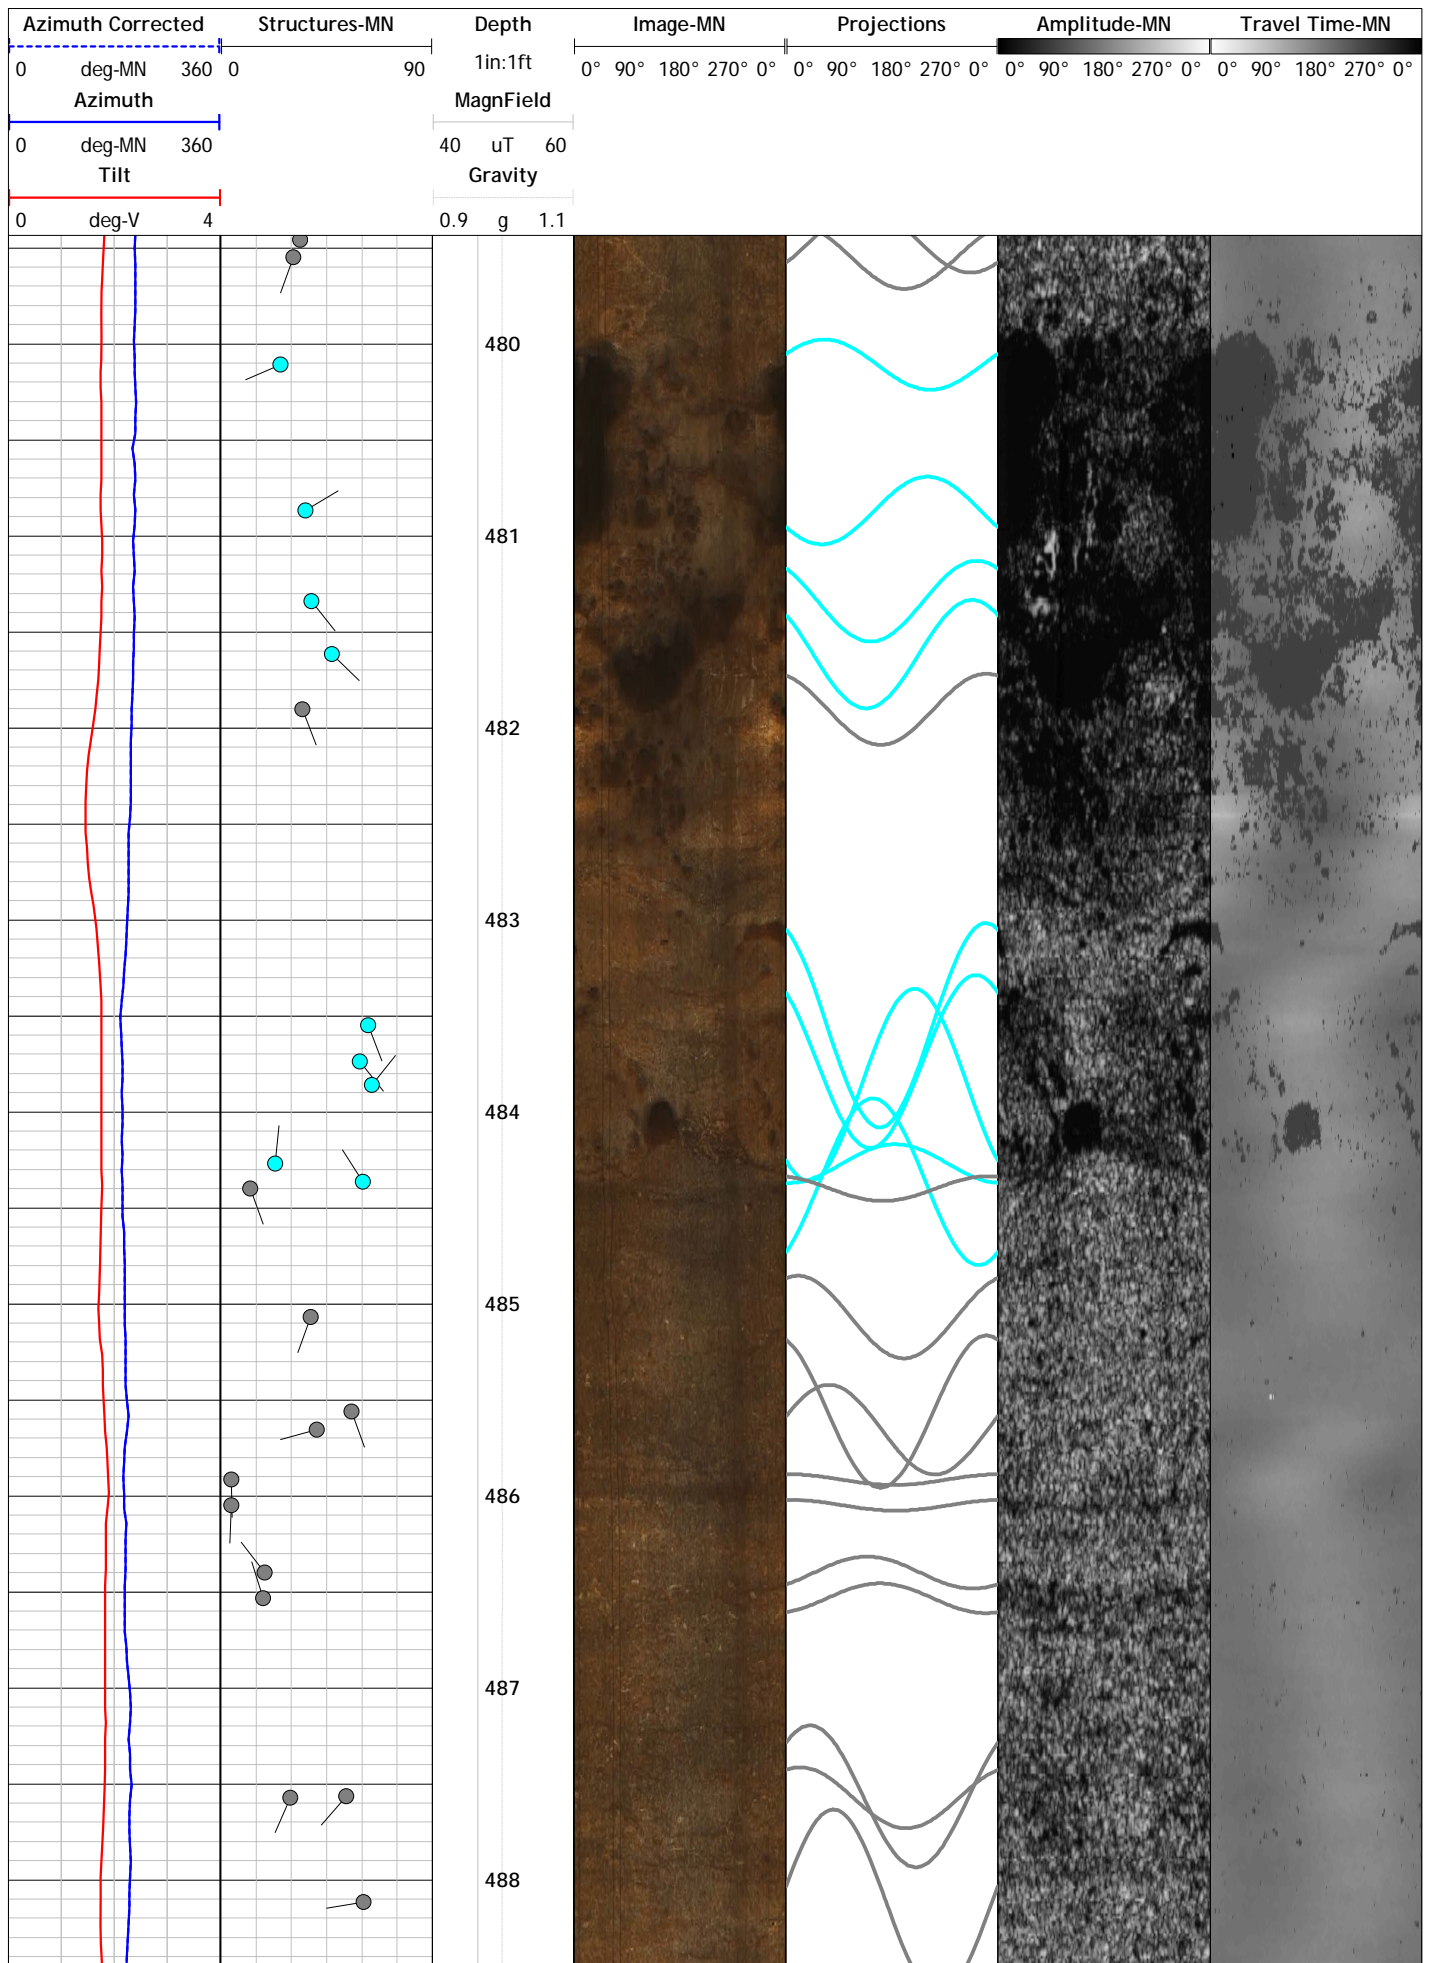 Azimuth Corrected Structures-MN Depth Image-MN Projections Amplitude-MN Travel Time-MN
0 deg-MN 360 0 90 1in:1ft 0° 90° 180° 270° 0° 0° 90° 180° 270° 0° 0° 90° 180° 270° 0° 0° 90° 180° 270° 0°
Azimuth MagnField
0 deg-MN 360 40 uT 60
Tilt Gravity
0 deg-V 4 0.9 g 1.1
480
481
482
483
484
485
486
487
488